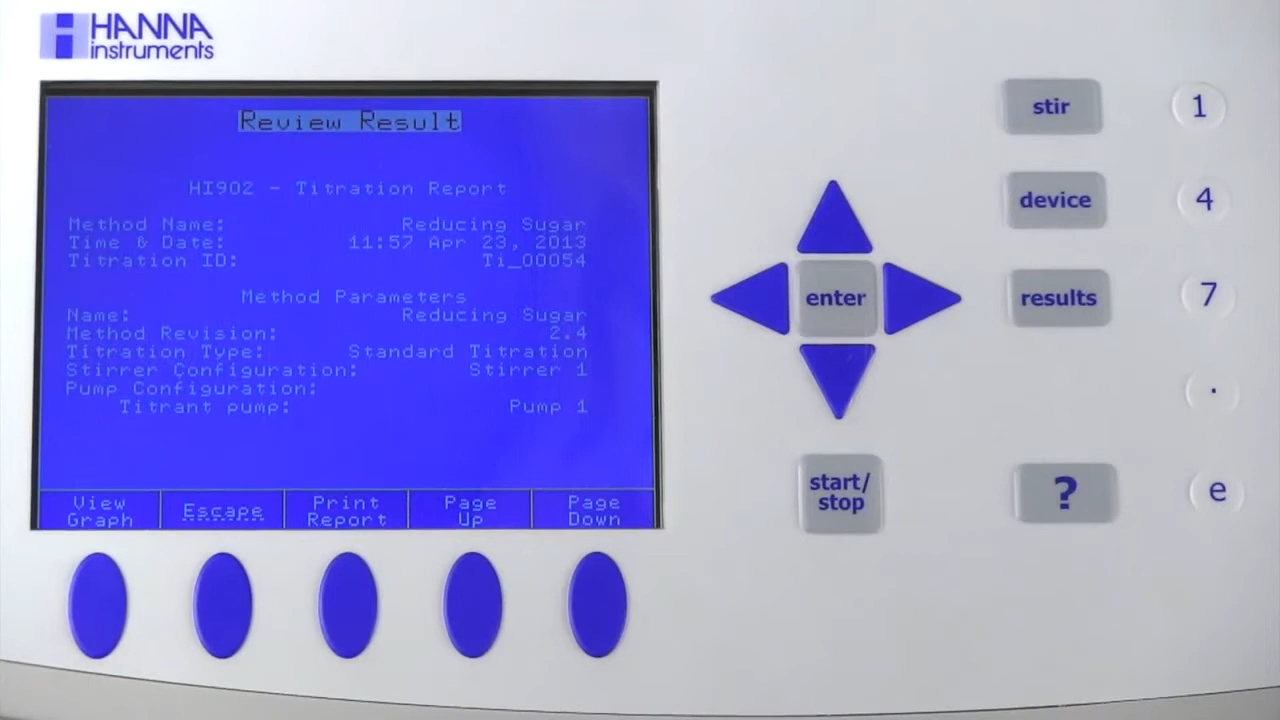 HANNA
instruments
Review Result
HI902 - Titration Report
Method Name: Reducing Sugar
Time & Date: 11:57 Apr 23, 2013
Titration ID: Ti_00054
Method Parameters
Name: Reducing Sugar
Method Revision: 2.4
Titration Type: Standard Titration
Stirrer Configuration: Stirrer 1
Pump Configuration:
Titrant pump: Pump 1
View Graph
Escape
Print Report
Page Up
Page Down
enter
start/
stop
stir
device
results
?
1
4
7
.
e